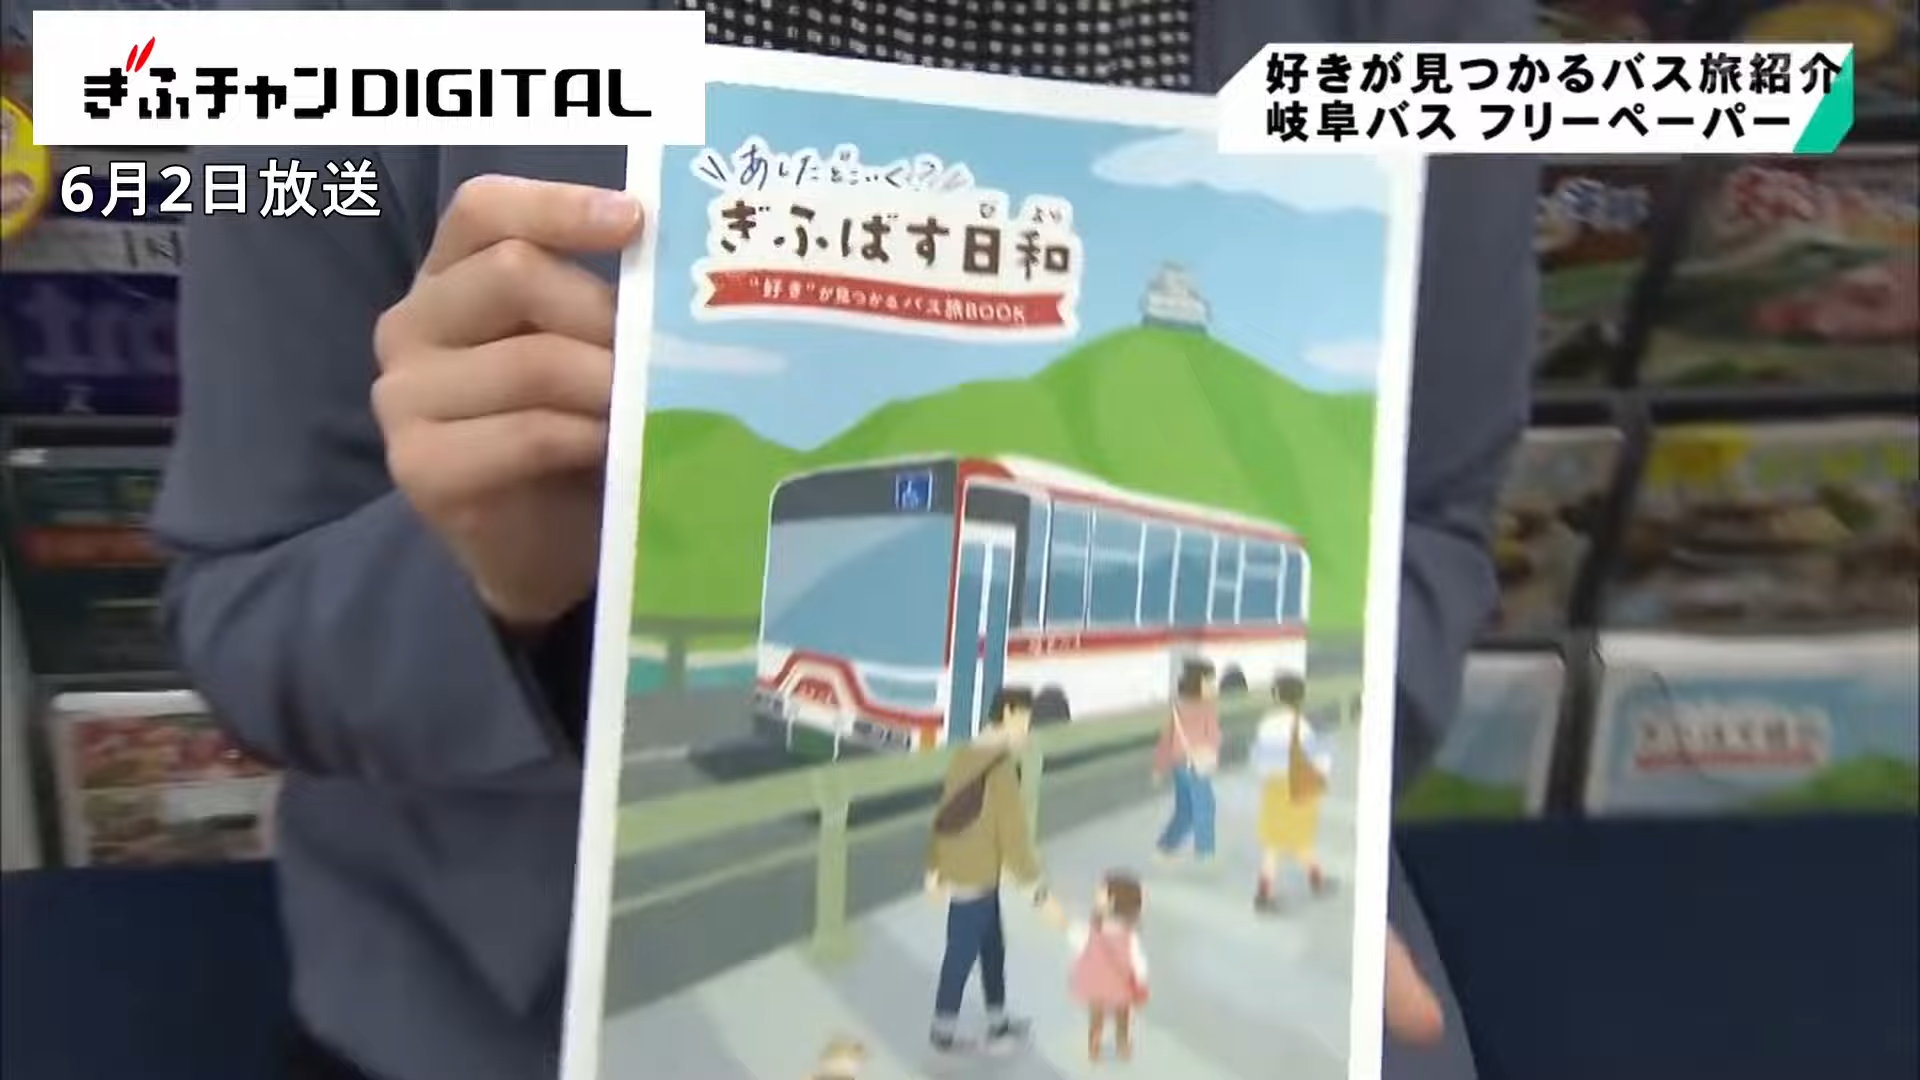 ぎふチャンDIGITAL
6月2日放送
好きが見つかるバス旅紹介
岐阜バス フリーペーパー
あしたどこいく?
ぎふばす日和
びより
"好き"が見つかるバス旅BOOK